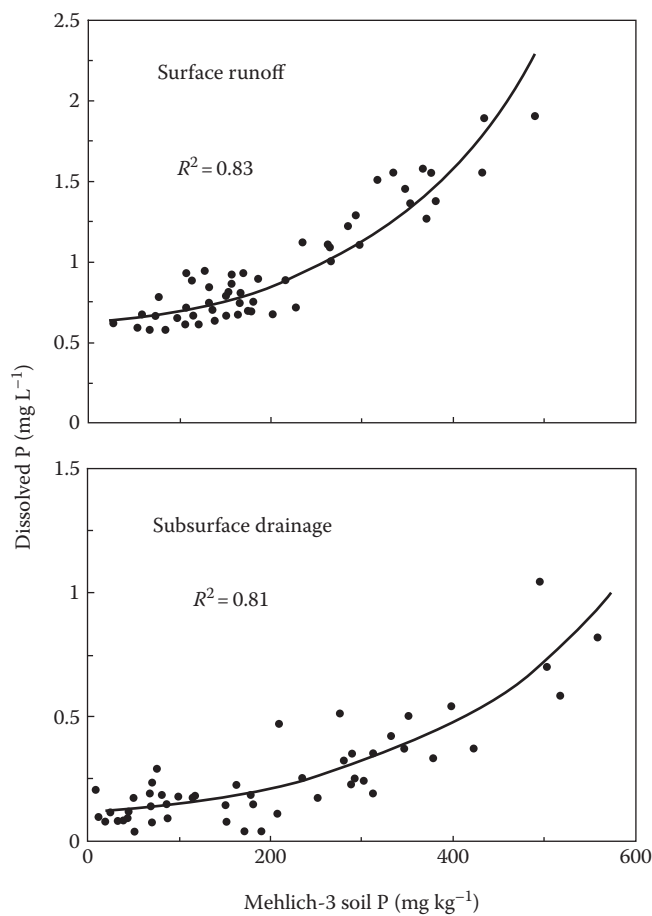 2.5
Surface runoff
2
R² = 0.83
1.5
1
0.5
0
Dissolved P (mg L⁻¹)
1.5
Subsurface drainage
1
R² = 0.81
0.5
0
0 200 400 600
Mehlich-3 soil P (mg kg⁻¹)